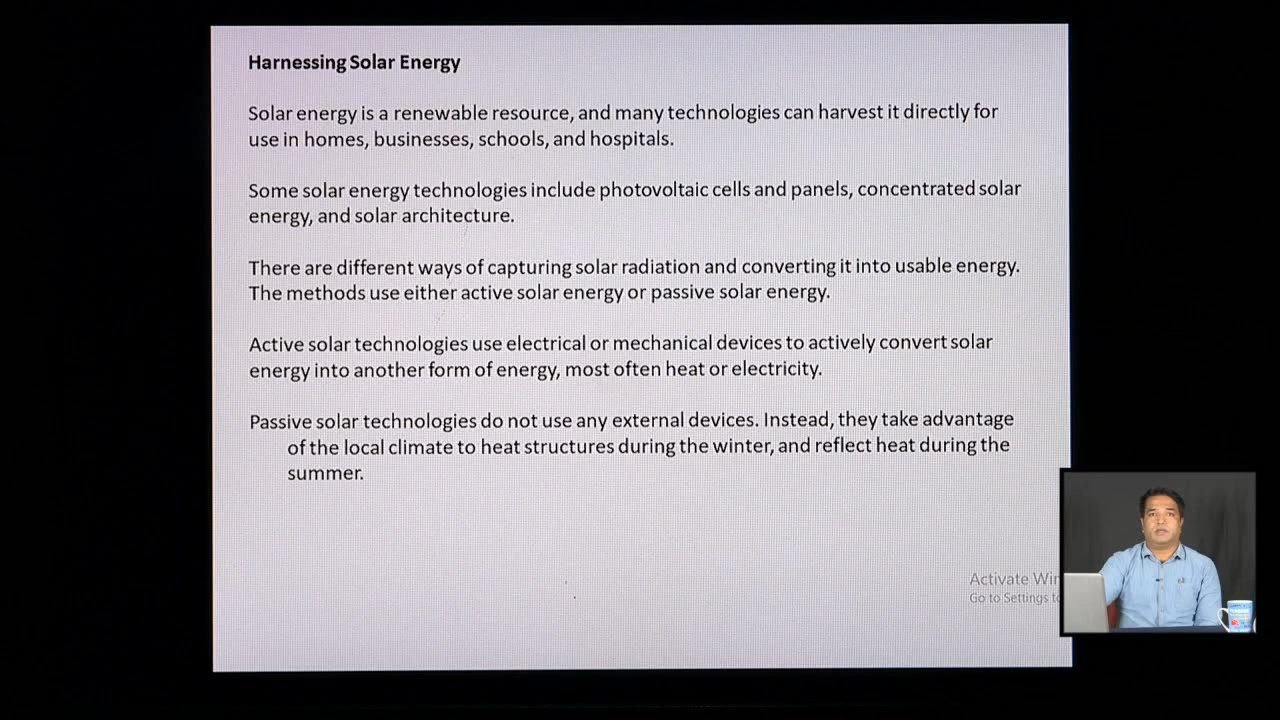 Harnessing Solar Energy
Solar energy is a renewable resource, and many technologies can harvest it directly for
use in homes, businesses, schools, and hospitals.
Some solar energy technologies include photovoltaic cells and panels, concentrated solar
energy, and solar architecture.
There are different ways of capturing solar radiation and converting it into usable energy.
The methods use either active solar energy or passive solar energy.
Active solar technologies use electrical or mechanical devices to actively convert solar
energy into another form of energy, most often heat or electricity.
Passive solar technologies do not use any external devices. Instead, they take advantage
of the local climate to heat structures during the winter, and reflect heat during the
summer.
Activate
Go to Settings